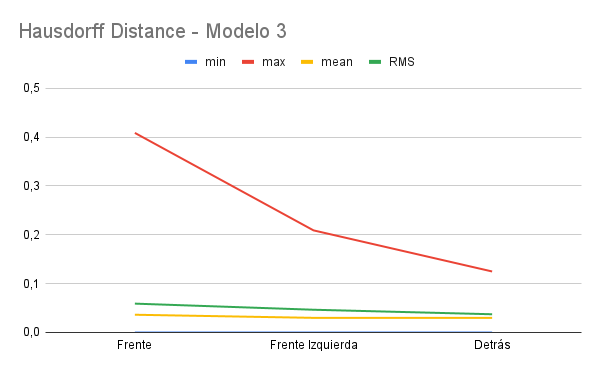 Hausdorff Distance - Modelo 3
min max mean RMS
0,5
0,4
0,3
0,2
0,1
0,0
Frente Frente Izquierda Detrás